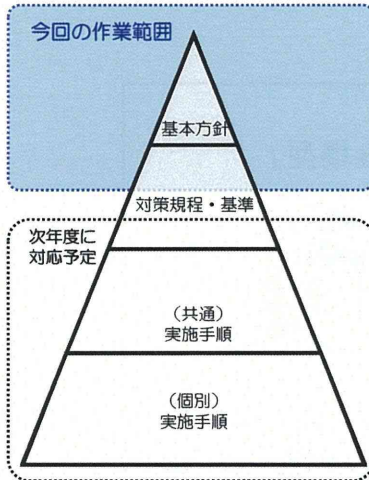 今回の作業範囲
基本方針
対策規程・基準
次年度に
対応予定
（共通）
実施手順
（個別）
実施手順